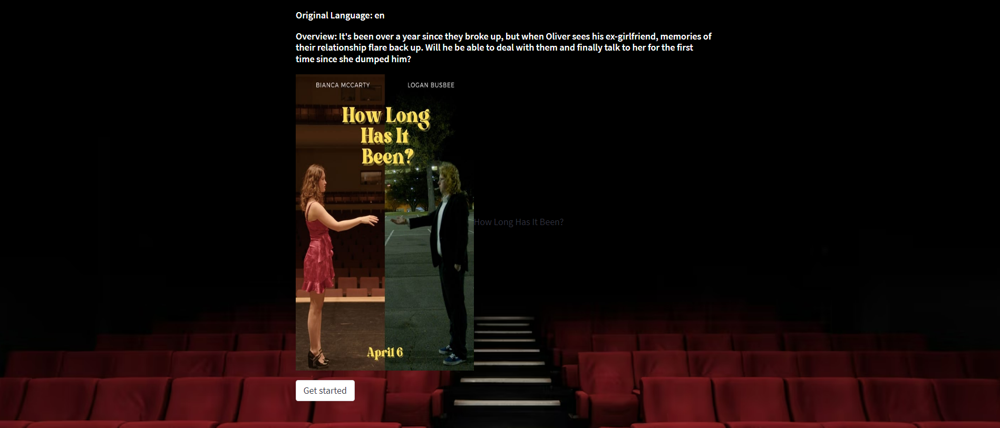 Original Language: en
Overview: It's been over a year since they broke up, but when Oliver sees his ex-girlfriend, memories of
their relationship flare back up. Will he be able to deal with them and finally talk to her for the first
time since she dumped him?
BIANCA MCCARTY
LOGAN BUSBEE
How Long
Has It
Been?
How Long Has It Been?
April 6
Get started